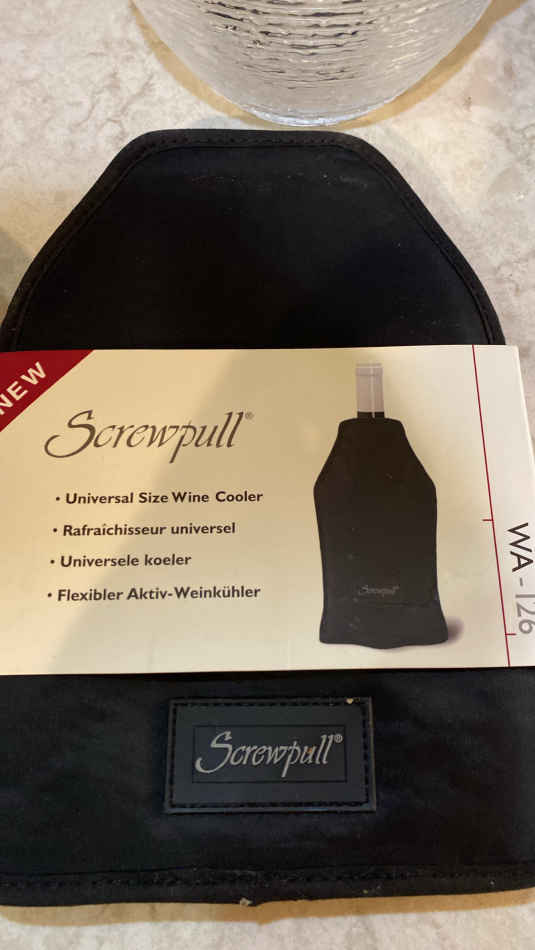 NEW
Screwpull®
• Universal Size Wine Cooler
• Rafraîchisseur universel
• Universele koeler
• Flexibler Aktiv-Weinkühler
Screwpull
WA-126
Screwpull®